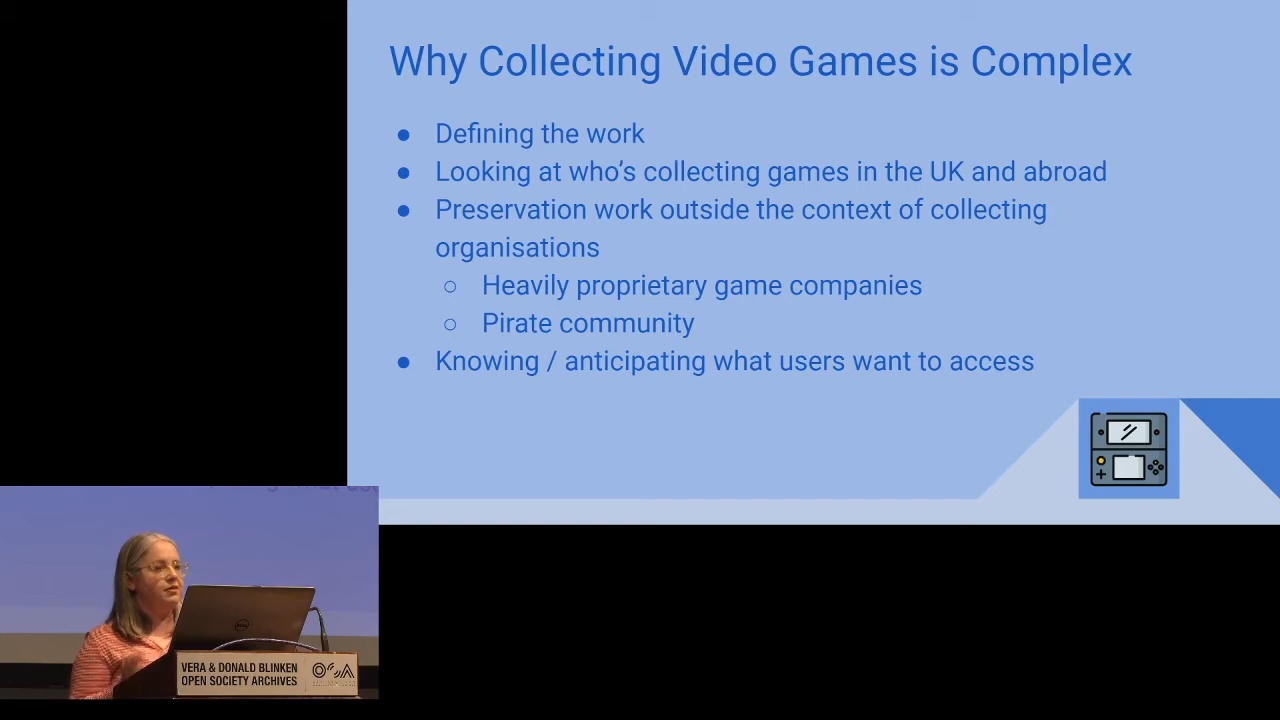 Why Collecting Video Games is Complex
● Defining the work
● Looking at who's collecting games in the UK and abroad
● Preservation work outside the context of collecting
organisations
○ Heavily proprietary game companies
○ Pirate community
● Knowing / anticipating what users want to access
DELL
VERA & DONALD BLINKEN
OPEN SOCIETY ARCHIVES